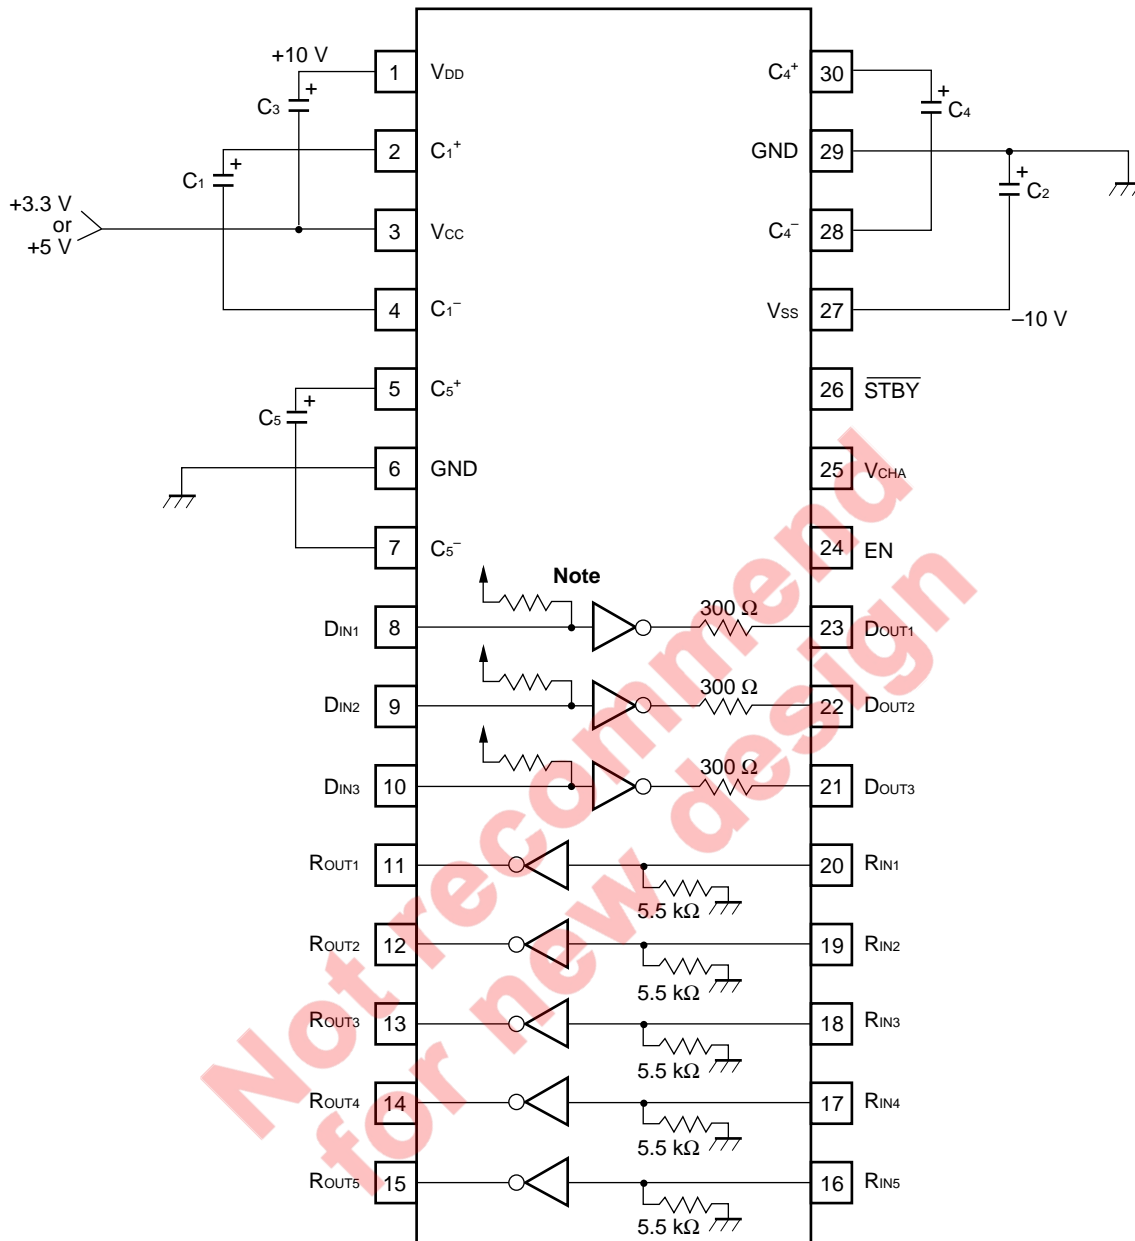 +10 V
1 VDD
C3 +
2 C1+
C1 +
+3.3 V
or
+5 V
3 VCC
4 C1–
5 C5+
C5 +
6 GND
7 C5–
C4+ 30
+ C4
GND 29
+ C2
C4– 28
VSS 27
–10 V
26 STBY
25 VCHA
24 EN
Note
DIN1 8 300 Ω 23 DOUT1
DIN2 9 300 Ω 22 DOUT2
DIN3 10 300 Ω 21 DOUT3
ROUT1 11 20 RIN1
5.5 kΩ
ROUT2 12 19 RIN2
5.5 kΩ
ROUT3 13 18 RIN3
5.5 kΩ
ROUT4 14 17 RIN4
5.5 kΩ
ROUT5 15 16 RIN5
5.5 kΩ
Not recommend
for new design